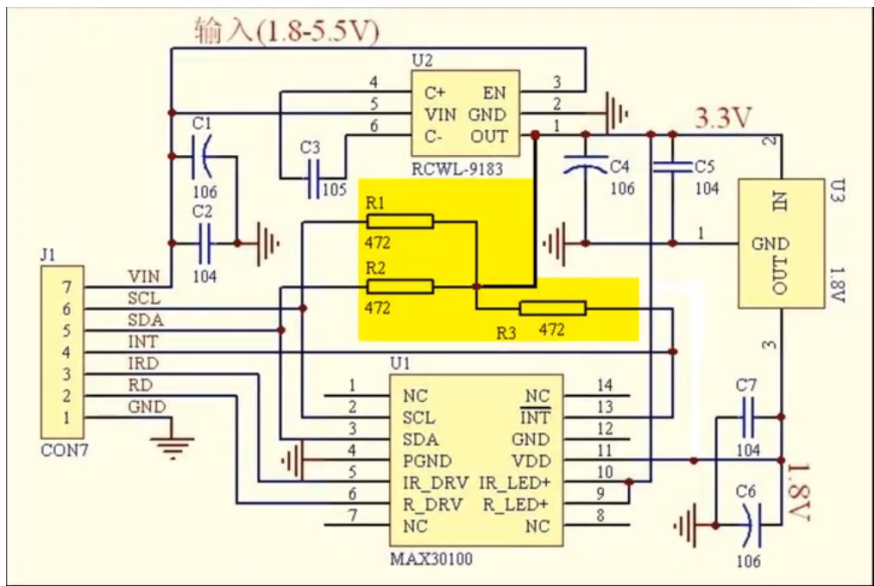 输入(1.8-5.5V)
U2
4 C+ EN 3
5 VIN GND 2
6 C- OUT 1
RCWL-9183
3.3V
C1
106
C2
104
C3
105
C4
106
C5
104
2
U3
IN
1 GND
OUT
1.8V
3
R1
472
R2
472
R3 472
J1
7 VIN
6 SCL
5 SDA
4 INT
3 IRD
2 RD
1 GND
CON7
U1
1 NC NC 14
2 SCL INT 13
3 SDA GND 12
4 PGND VDD 11
5 IR_DRV IR_LED+ 10
6 R_DRV R_LED+ 9
7 NC NC 8
MAX30100
C7
104
1.8V
C6
106